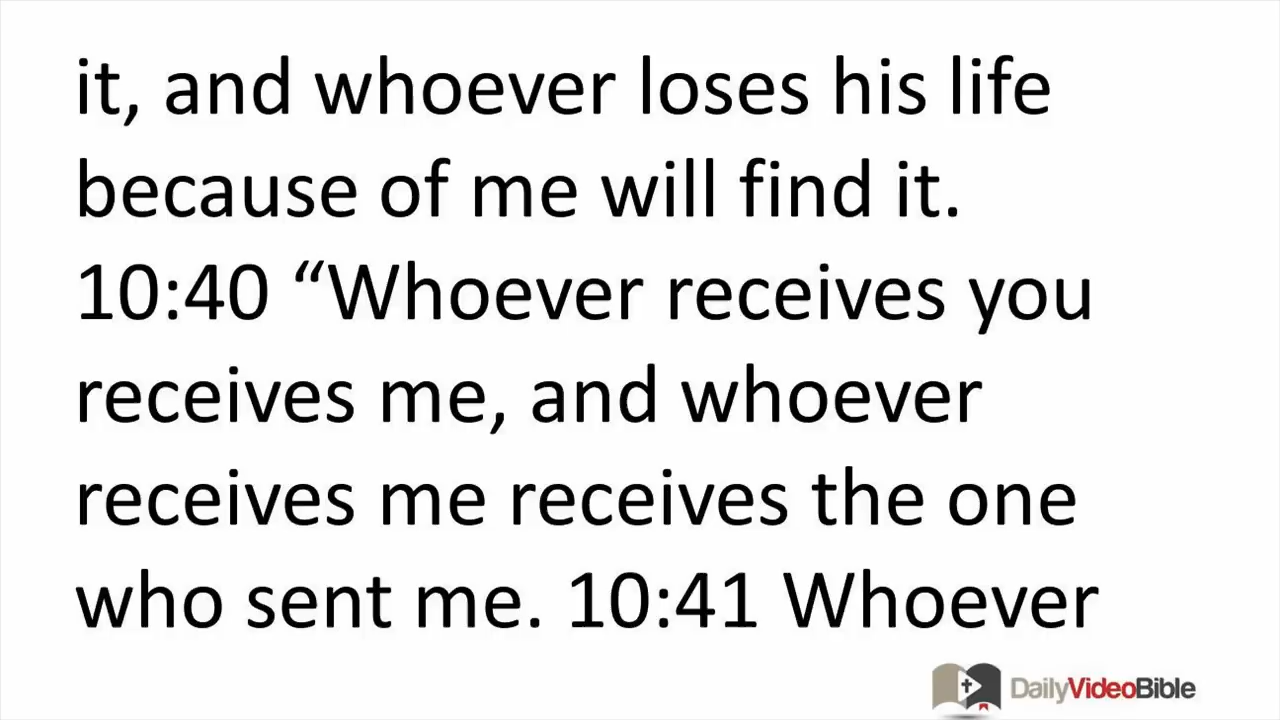 it, and whoever loses his life
because of me will find it.
10:40 “Whoever receives you
receives me, and whoever
receives me receives the one
who sent me. 10:41 Whoever
DailyVideoBible